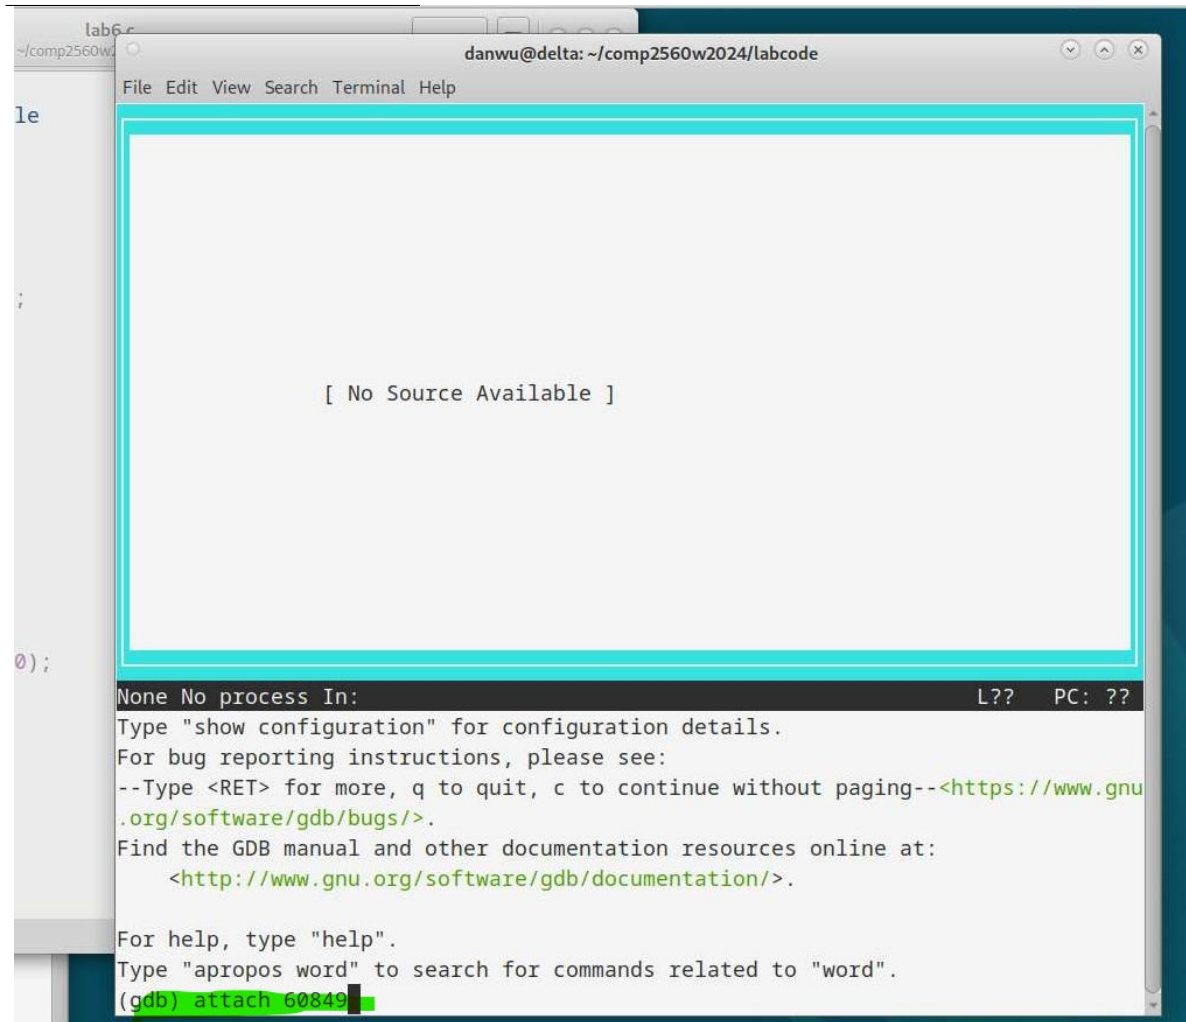 lab6.c
~/comp2560w2
danwu@delta: ~/comp2560w2024/labcode
File Edit View Search Terminal Help
le
;
[ No Source Available ]
0);
None No process In: L?? PC: ??
Type "show configuration" for configuration details.
For bug reporting instructions, please see:
--Type <RET> for more, q to quit, c to continue without paging--<https://www.gnu
.org/software/gdb/bugs/>.
Find the GDB manual and other documentation resources online at:
<http://www.gnu.org/software/gdb/documentation/>.
For help, type "help".
Type "apropos word" to search for commands related to "word".
(gdb) attach 60849